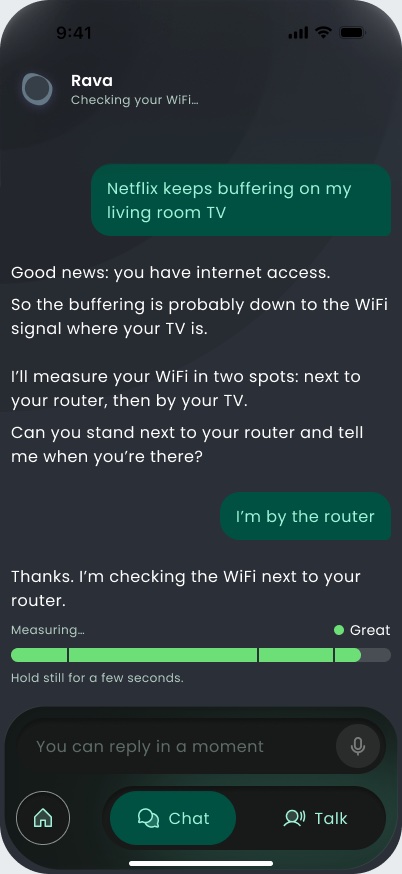 9:41
Rava
Checking your WiFi…
Netflix keeps buffering on my
living room TV
Good news: you have internet access.
So the buffering is probably down to the WiFi
signal where your TV is.
I’ll measure your WiFi in two spots: next to
your router, then by your TV.
Can you stand next to your router and tell
me when you’re there?
I’m by the router
Thanks. I’m checking the WiFi next to your
router.
Measuring…
Great
Hold still for a few seconds.
You can reply in a moment
Chat
Talk